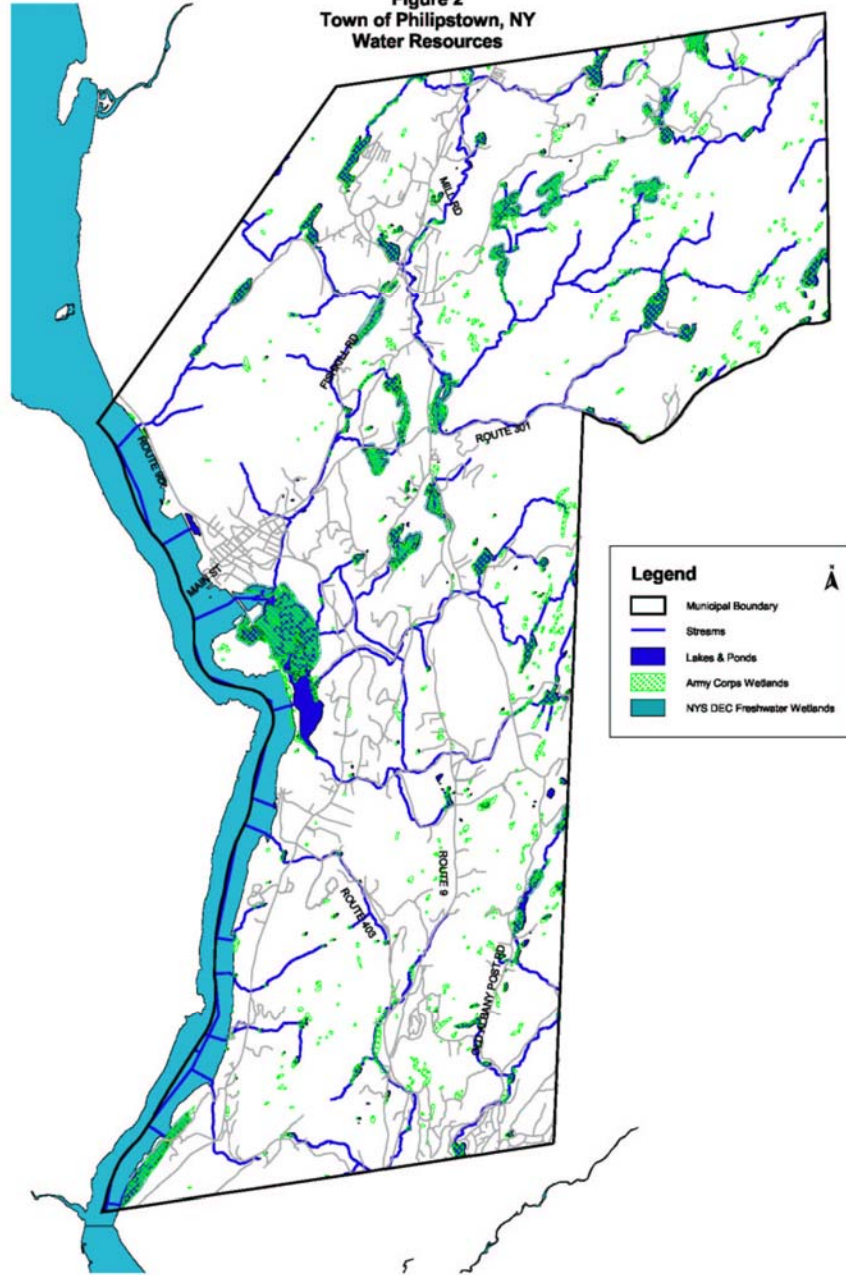 Figure 2
Town of Philipstown, NY
Water Resources
MILL RD
FISHKILL RD
ROUTE 301
ROUTE 9D
MAIN ST
Legend
N
Municipal Boundary
Streams
Lakes & Ponds
Army Corps Wetlands
NYS DEC Freshwater Wetlands
ROUTE 9
ROUTE 403
OLD ALBANY POST RD